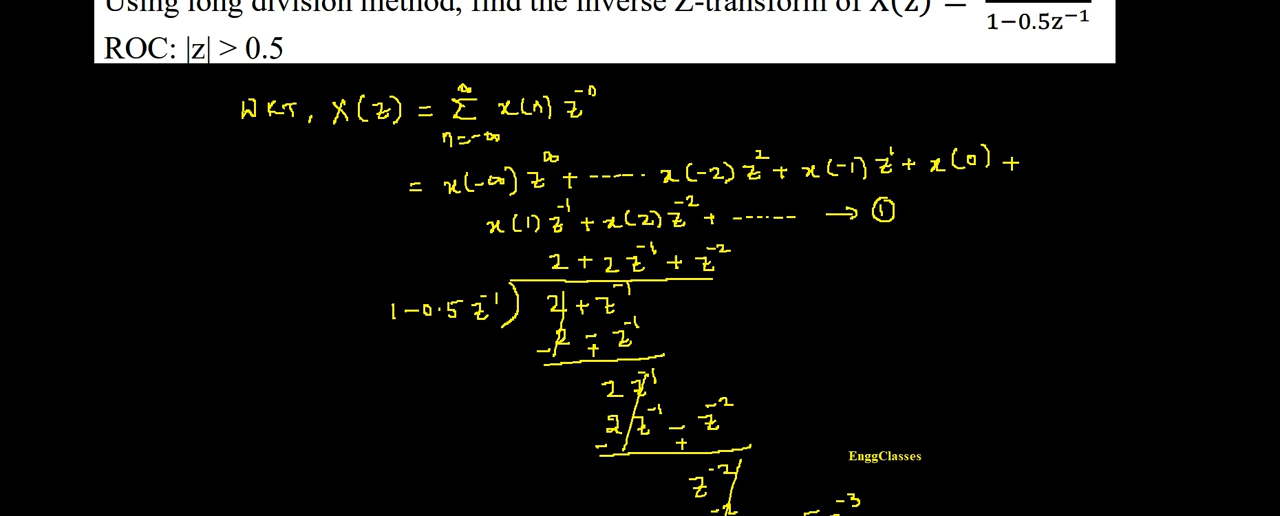 Using long division method, find the inverse Z-transform of X(z) =
1−0.5z⁻¹
ROC: |z| > 0.5
WKT, X(z) = Σ x(n) z⁻ⁿ
∞
n=-∞
= x(-∞) z^∞ + ------ x(-2) z² + x(-1) z¹ + x(0) +
x(1) z⁻¹ + x(2) z⁻² + ------ → ①
2 + 2z⁻¹ + z⁻²
1-0.5z⁻¹ ) 2 + z⁻¹
2 - z⁻¹
- +
2z⁻¹
2z⁻¹ - z⁻²
- +
EnggClasses
z⁻²